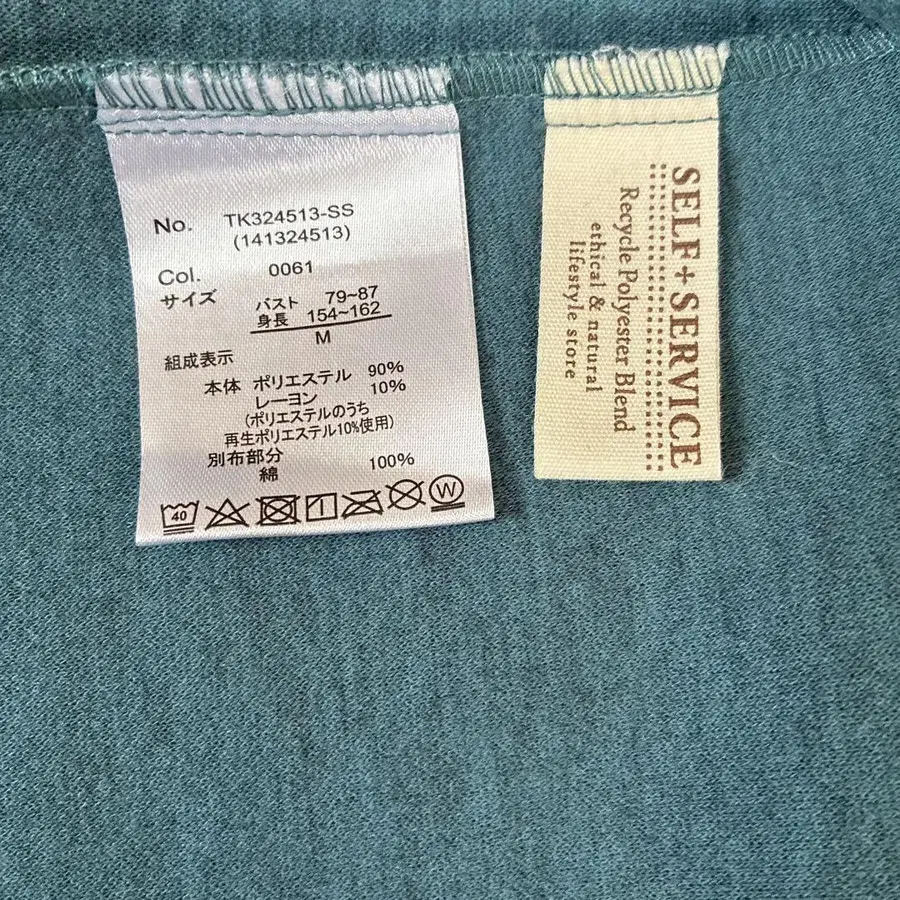 No. TK324513-SS
(141324513)
Col. 0061
サイズ
バスト 79~87
身長 154~162
M
組成表示
本体 ポリエステル 90%
レーヨン 10%
(ポリエステルのうち
再生ポリエステル10%使用)
別布部分
綿 100%
40
W
SELF+SERVICE
Recycle Polyester Blend
ethical & natural
lifestyle store